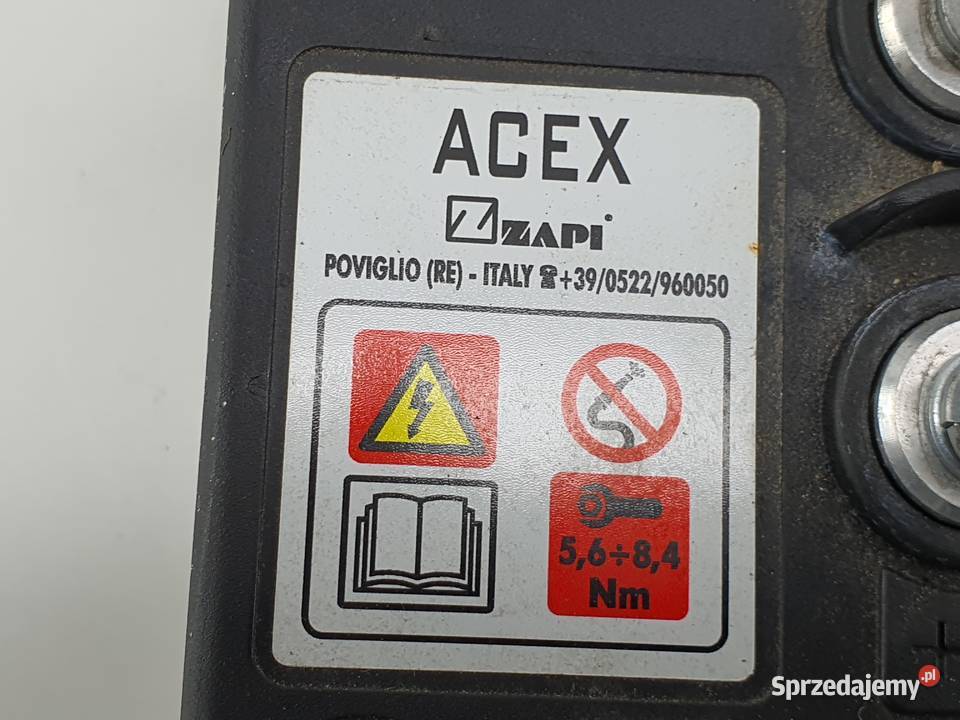 ACEX
ZAPI®
POVIGLIO (RE) - ITALY ☎+39/0522/960050
5,6÷8,4
Nm
+
Sprzedajemy.pl